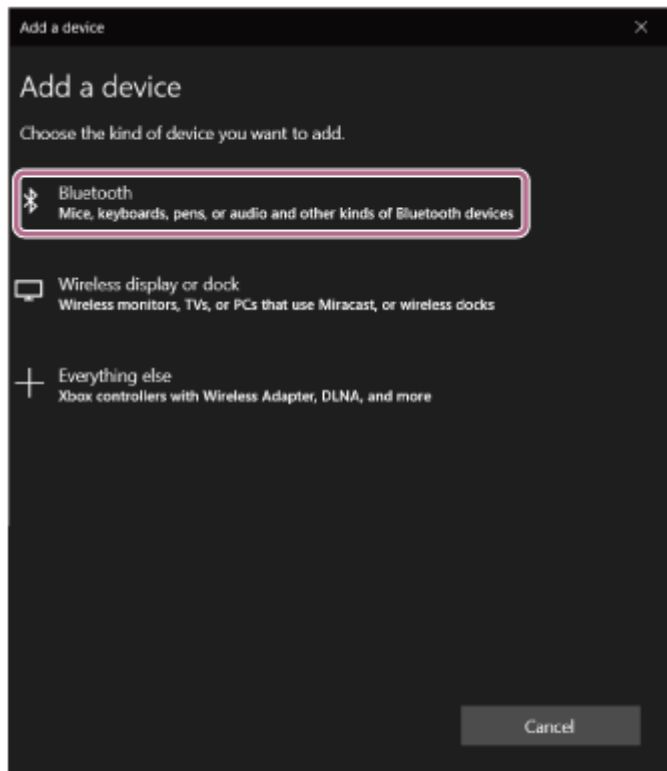 Add a device
Add a device
Choose the kind of device you want to add.
Bluetooth
Mice, keyboards, pens, or audio and other kinds of Bluetooth devices
Wireless display or dock
Wireless monitors, TVs, or PCs that use Miracast, or wireless docks
Everything else
Xbox controllers with Wireless Adapter, DLNA, and more
Cancel